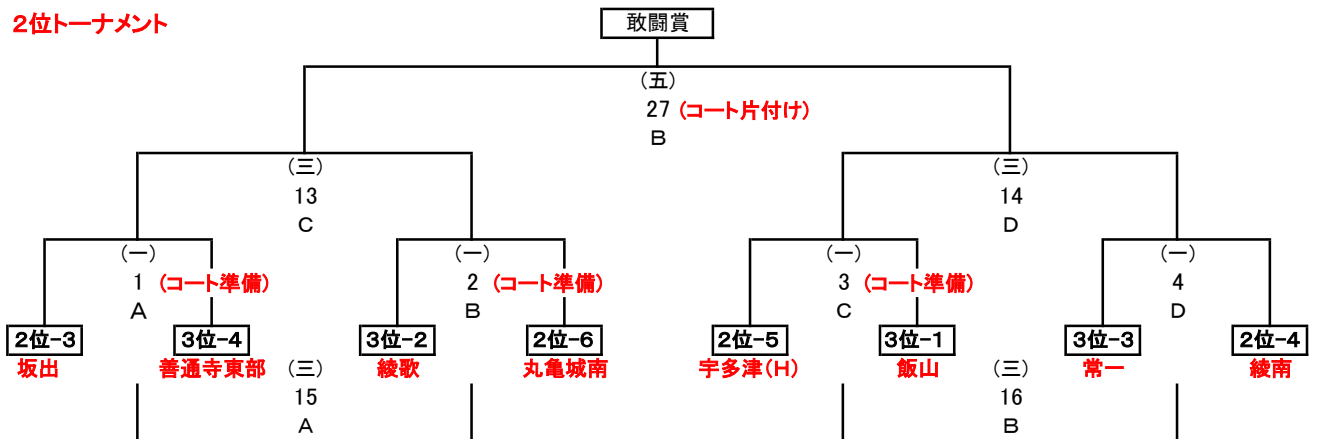 2位トーナメント
敢闘賞
(五)
27 (コート片付け)
B
(三) (三)
13 14
C D
(一) (一) (一) (一)
1 (コート準備) 2 (コート準備) 3 (コート準備) 4
A B C D
2位-3 3位-4 3位-2 2位-6 2位-5 3位-1 3位-3 2位-4
坂出 善通寺東部 綾歌 丸亀城南 宇多津(H) 飯山 常一 綾南
(三) (三)
15 16
A B